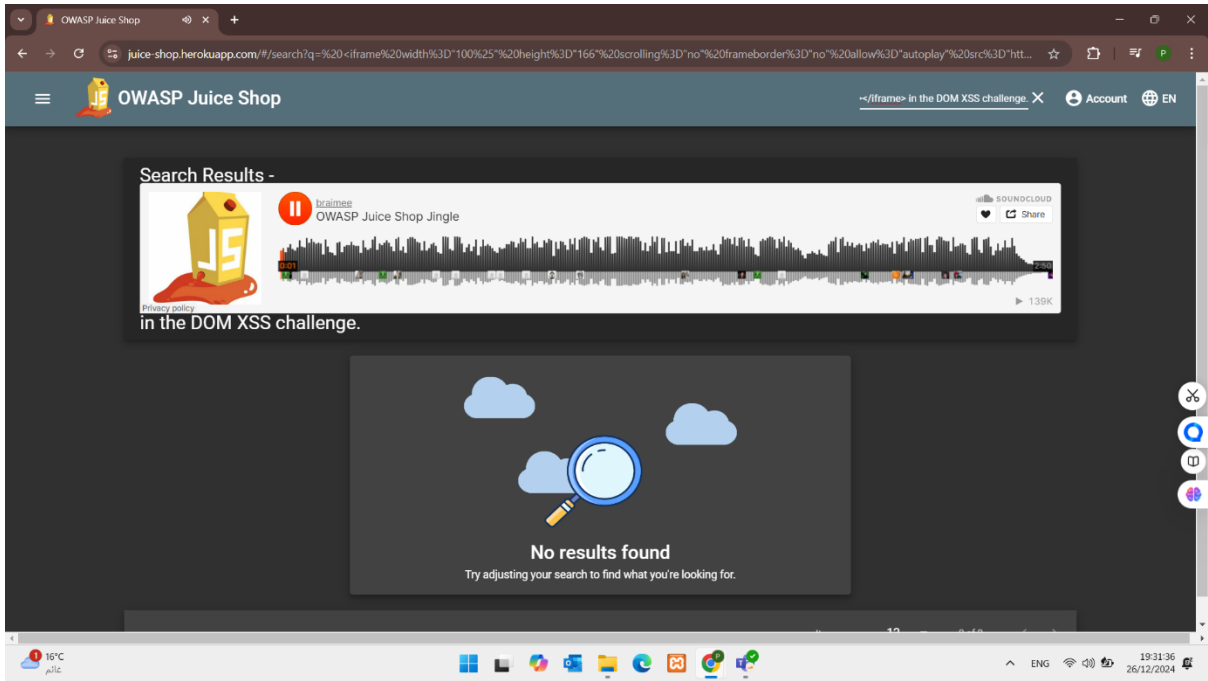 OWASP Juice Shop
juice-shop.herokuapp.com/#/search?q=%20<iframe%20width%3D"100%25"%20height%3D"166"%20scrolling%3D"no"%20frameborder%3D"no"%20allow%3D"autoplay"%20src%3D"htt...
P
JS
OWASP Juice Shop
></iframe> in the DOM XSS challenge.
Account
EN
Search Results -
JS
braimee
OWASP Juice Shop Jingle
SOUNDCLOUD
Share
0:01
2:50
139K
Privacy policy
in the DOM XSS challenge.
No results found
Try adjusting your search to find what you're looking for.
1
16°C
غائم
ENG
19:31:36
26/12/2024